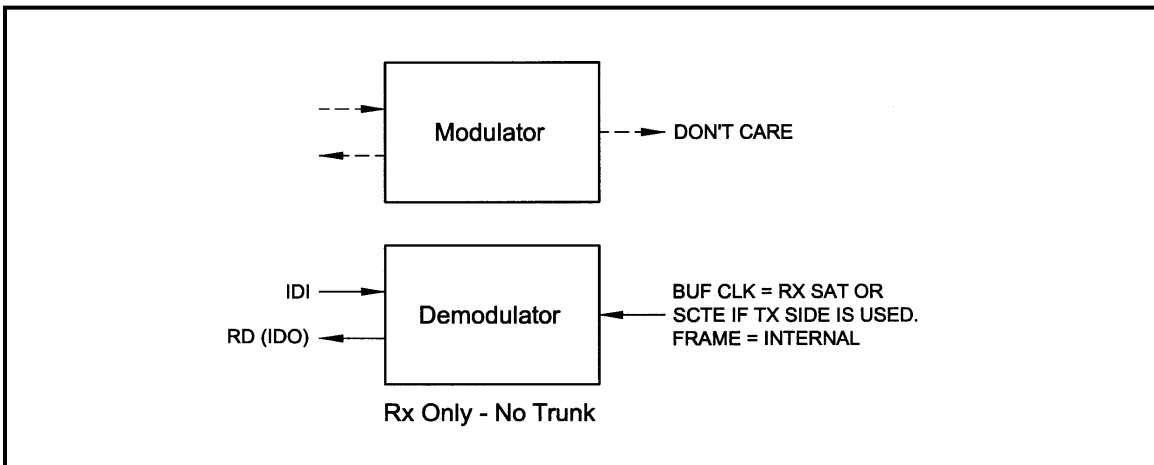 Modulator
DON'T CARE
IDI
RD (IDO)
Demodulator
BUF CLK = RX SAT OR
SCTE IF TX SIDE IS USED.
FRAME = INTERNAL
Rx Only - No Trunk